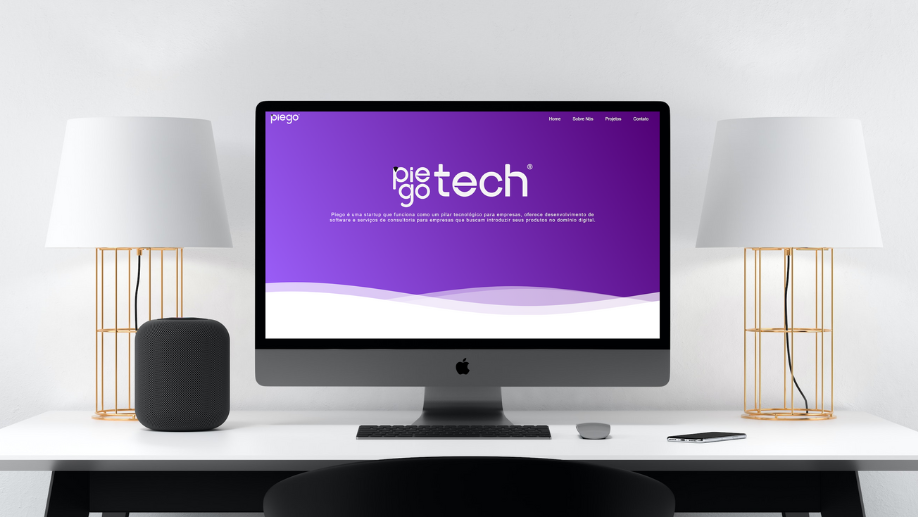 piego
Home Sobre Nós Projetos Contato
pie
go tech®
Piego é uma startup que funciona como um pilar tecnológico para empresas, oferece desenvolvimento de
software e serviços de consultoria para empresas que buscam introduzir seus produtos no domínio digital.